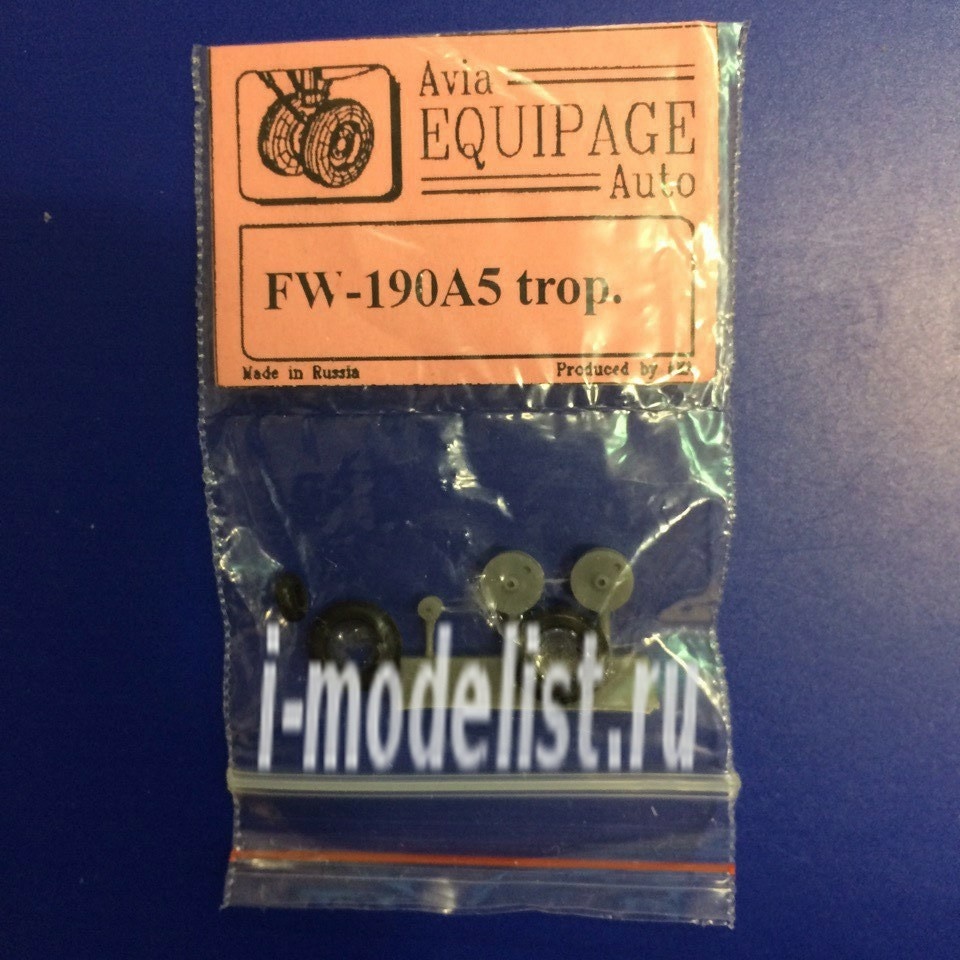 Avia
EQUIPAGE
Auto
FW-190A5 trop.
Made in Russia
Produced by
i-modelist.ru